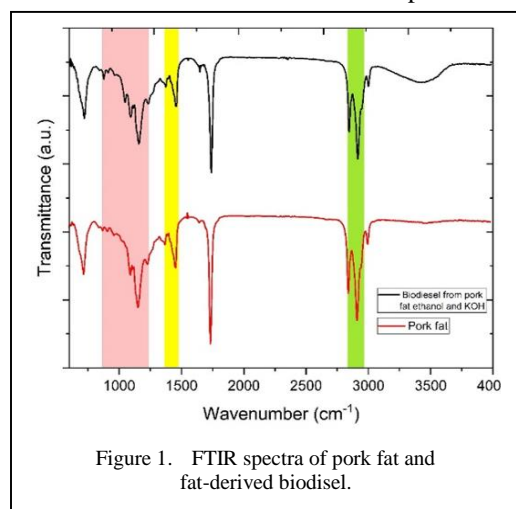 Transmittance (a.u.)
Biodiesel from pork
fat ethanol and KOH
Pork fat
1000 1500 2000 2500 3000 3500 400
Wavenumber (cm⁻¹)
Figure 1. FTIR spectra of pork fat and
fat-derived biodisel.